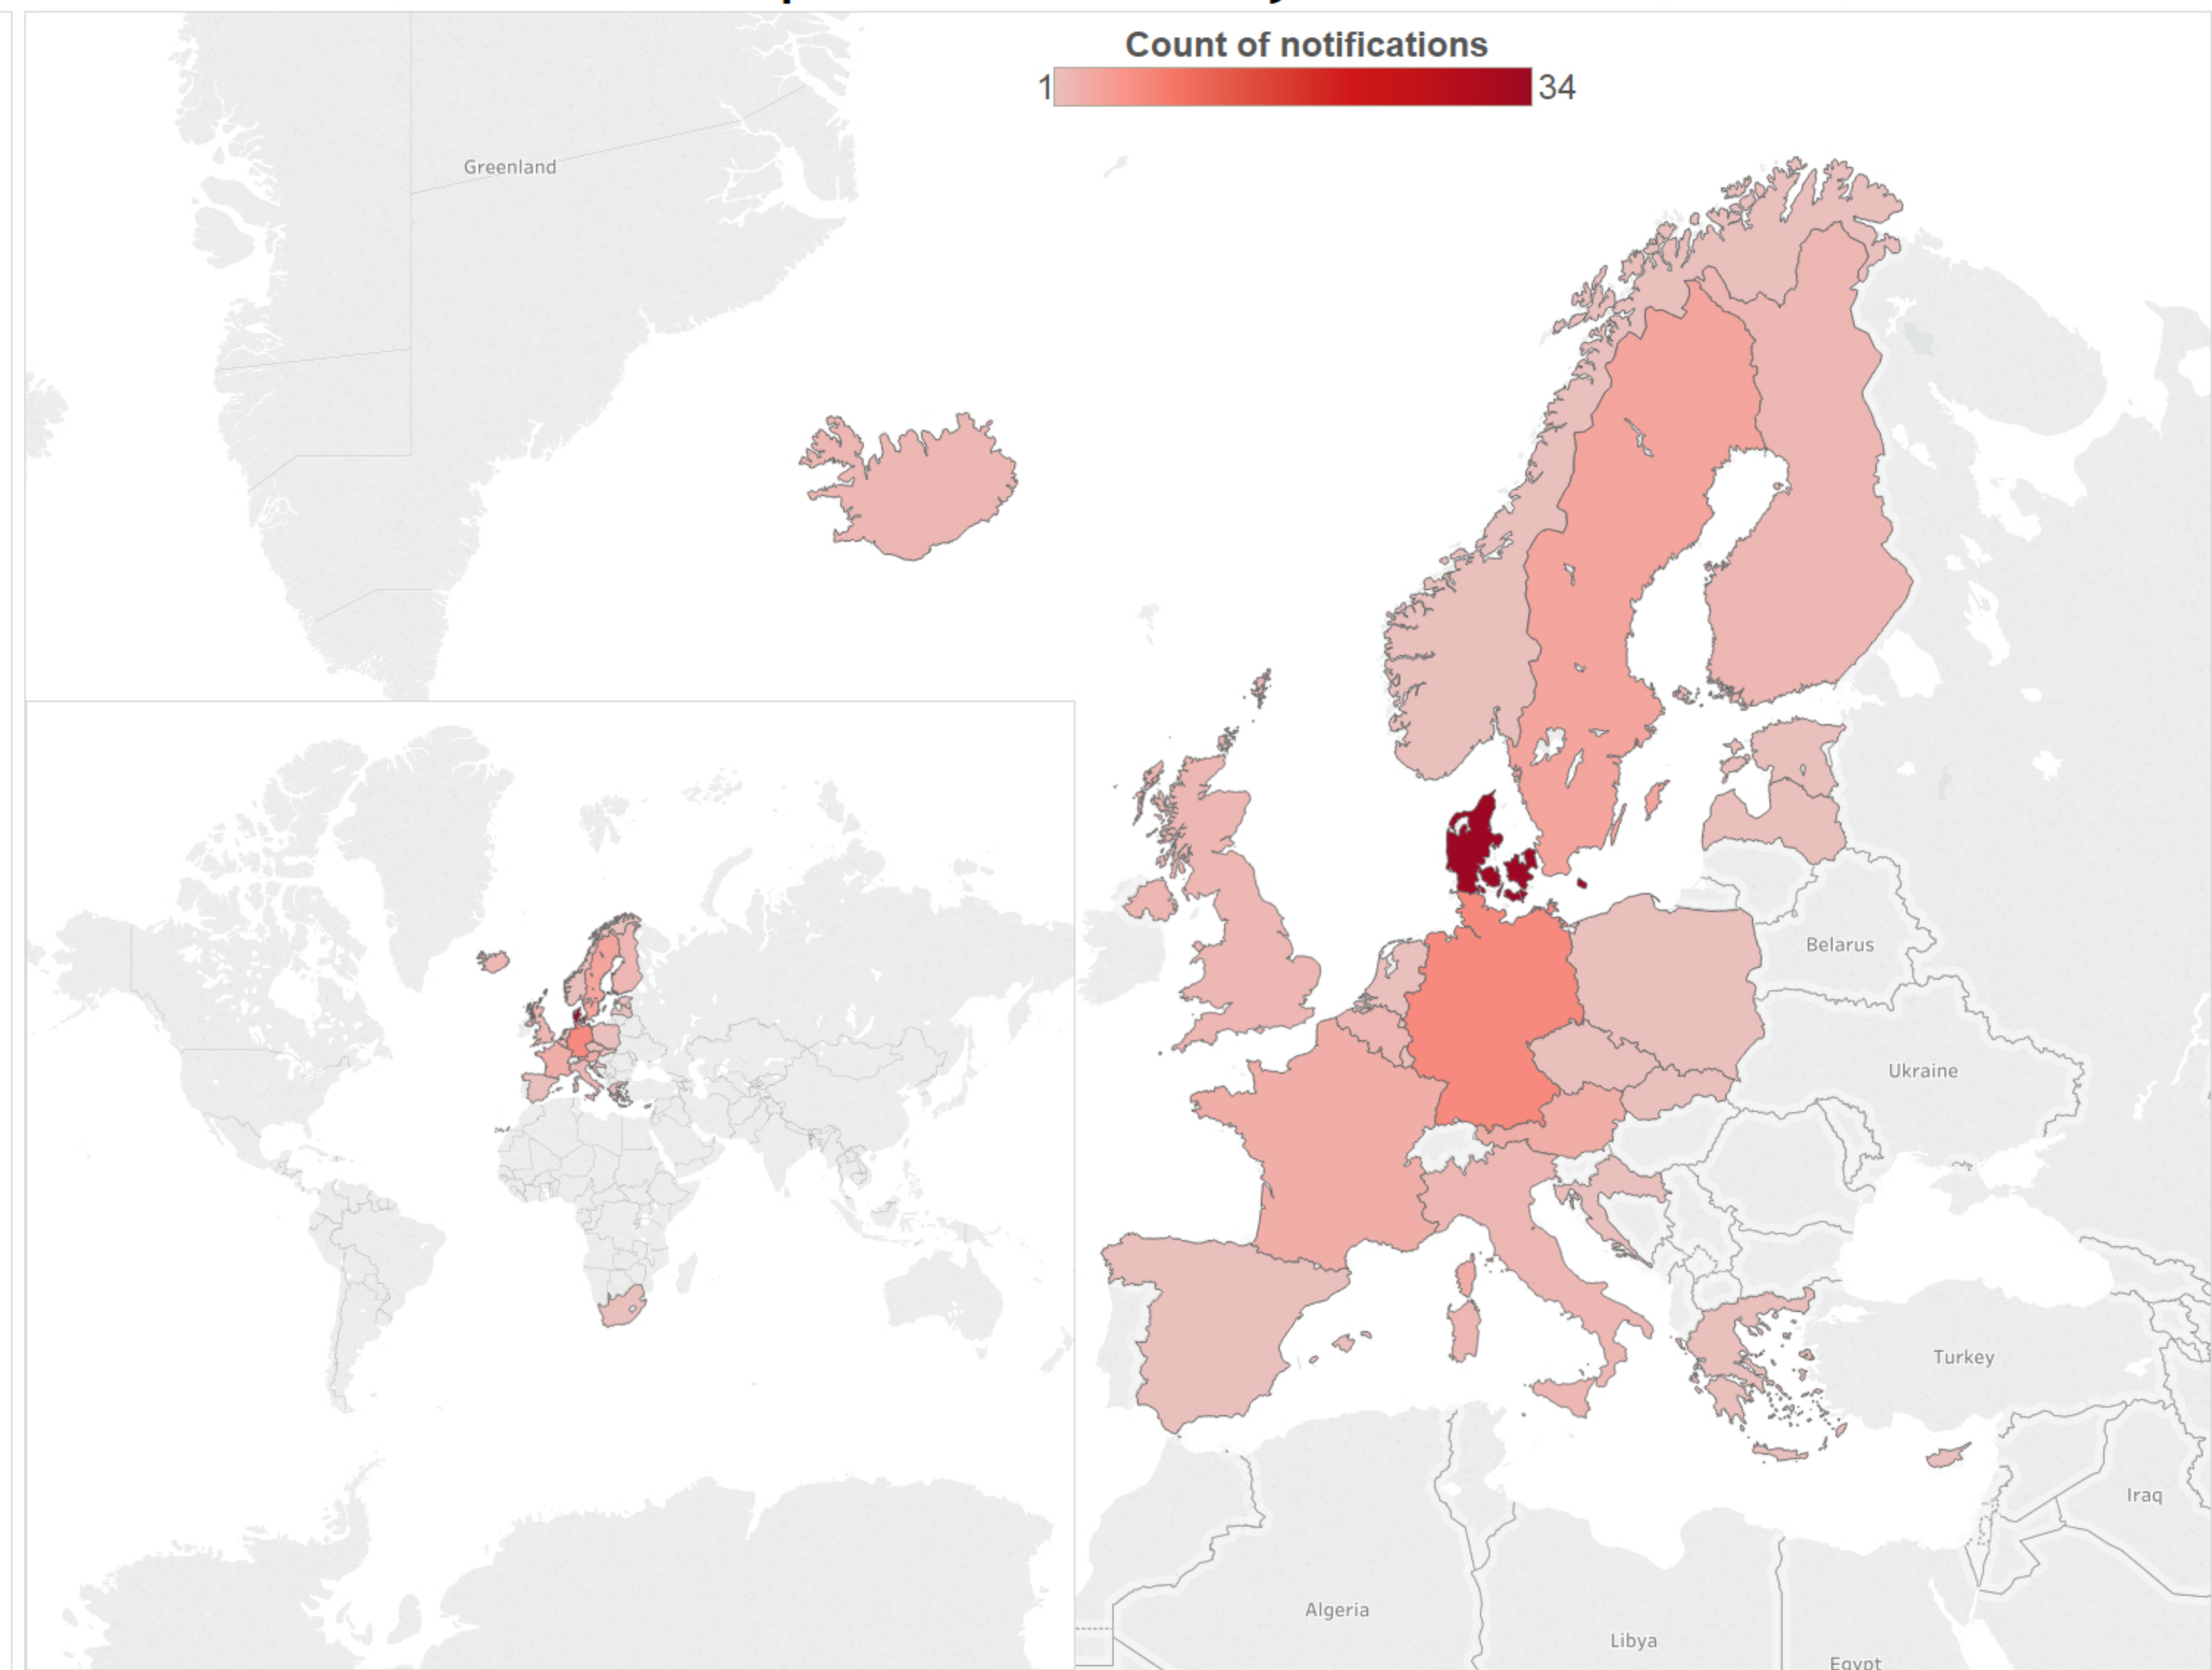 Count of notifications
1 34
Greenland
Belarus
Ukraine
Turkey
Iraq
Algeria
Libya
Egypt